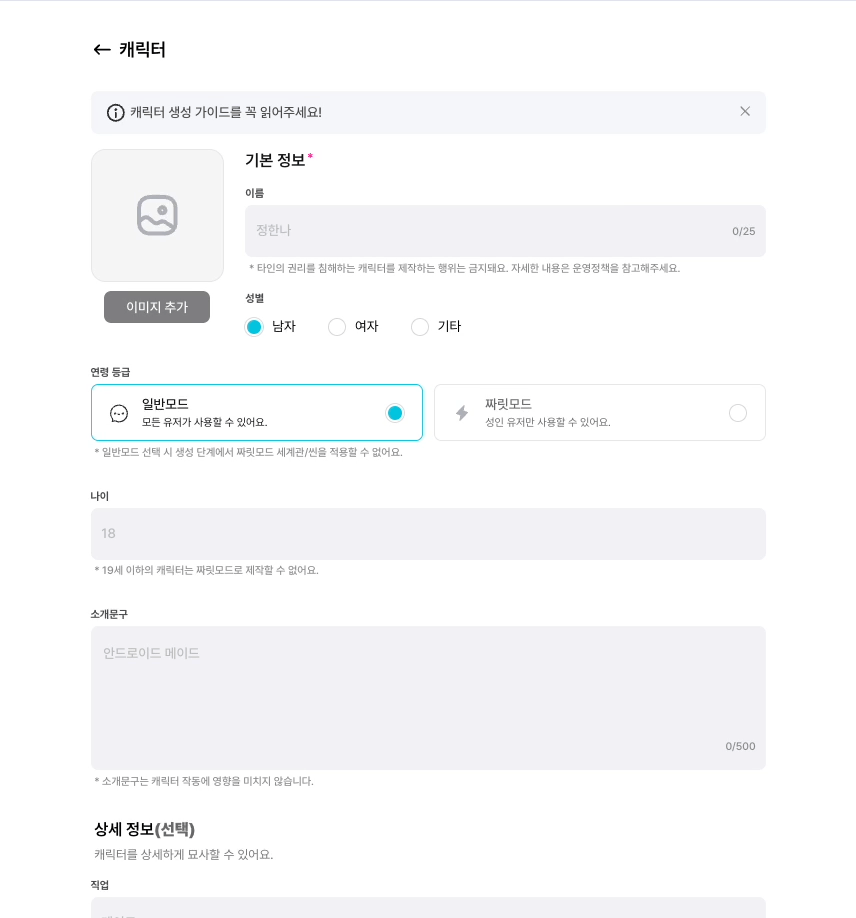 캐릭터
캐릭터 생성 가이드를 꼭 읽어주세요!
기본 정보*
이름
정한나
0/25
* 타인의 권리를 침해하는 캐릭터를 제작하는 행위는 금지돼요. 자세한 내용은 운영정책을 참고해주세요.
이미지 추가
성별
남자 여자 기타
연령 등급
일반모드
모든 유저가 사용할 수 있어요.
짜릿모드
성인 유저만 사용할 수 있어요.
* 일반모드 선택 시 생성 단계에서 짜릿모드 세계관/씬을 적용할 수 없어요.
나이
18
* 19세 이하의 캐릭터는 짜릿모드로 제작할 수 없어요.
소개문구
안드로이드 메이드
0/500
* 소개문구는 캐릭터 작동에 영향을 미치지 않습니다.
상세 정보(선택)
캐릭터를 상세하게 묘사할 수 있어요.
직업